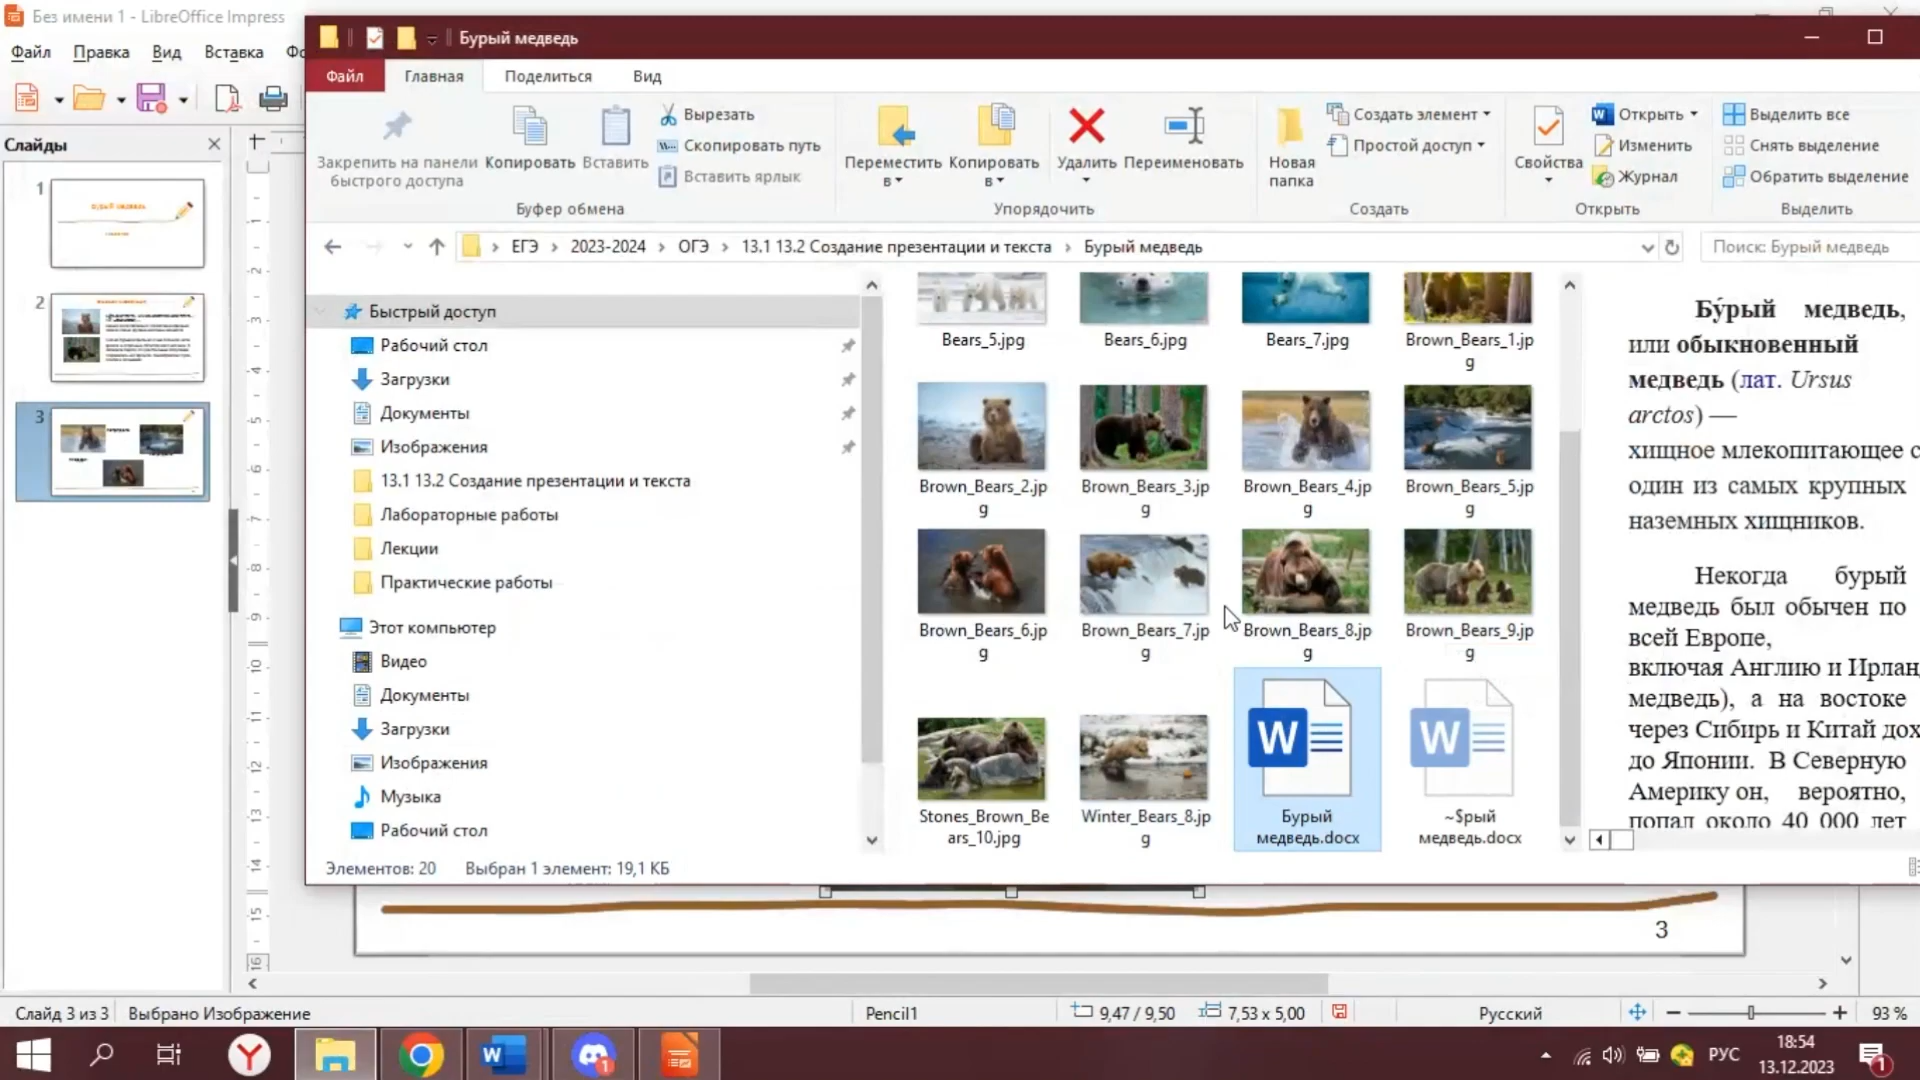 Без имени 1 - LibreOffice Impress
Файл Правка Вид Вставка Фо
Слайды
1
2
3
Бурый медведь
Файл Главная Поделиться Вид
Закрепить на панели быстрого доступа
Копировать
Вставить
Вырезать
Скопировать путь
Вставить ярлык
Буфер обмена
Переместить в
Копировать в
Удалить
Переименовать
Упорядочить
Новая папка
Создать элемент
Простой доступ
Создать
Свойства
Открыть
Изменить
Журнал
Открыть
Выделить все
Снять выделение
Обратить выделение
Выделить
ЕГЭ > 2023-2024 > ОГЭ > 13.1 13.2 Создание презентации и текста > Бурый медведь
Поиск: Бурый медведь
Быстрый доступ
Рабочий стол
Загрузки
Документы
Изображения
13.1 13.2 Создание презентации и текста
Лабораторные работы
Лекции
Практические работы
Этот компьютер
Видео
Документы
Загрузки
Изображения
Музыка
Рабочий стол
Bears_5.jpg
Bears_6.jpg
Bears_7.jpg
Brown_Bears_1.jpg
Brown_Bears_2.jpg
Brown_Bears_3.jpg
Brown_Bears_4.jpg
Brown_Bears_5.jpg
Brown_Bears_6.jpg
Brown_Bears_7.jpg
Brown_Bears_8.jpg
Brown_Bears_9.jpg
Stones_Brown_Bears_10.jpg
Winter_Bears_8.jpg
Бурый медведь.docx
~$рый медведь.docx
Бу́рый медведь,
или обыкновенный
медведь (лат. Ursus
arctos) —
хищное млекопитающее с
один из самых крупных
наземных хищников.
Некогда бурый
медведь был обычен по
всей Европе,
включая Англию и Ирлан
медведь), а на востоке
через Сибирь и Китай дох
до Японии. В Северную
Америку он, вероятно,
попал около 40 000 лет
Элементов: 20 Выбран 1 элемент: 19,1 КБ
3
Слайд 3 из 3 Выбрано Изображение Pencil1 9,47 / 9,50 7,53 x 5,00 Русский 93 %
РУС
18:54
13.12.2023